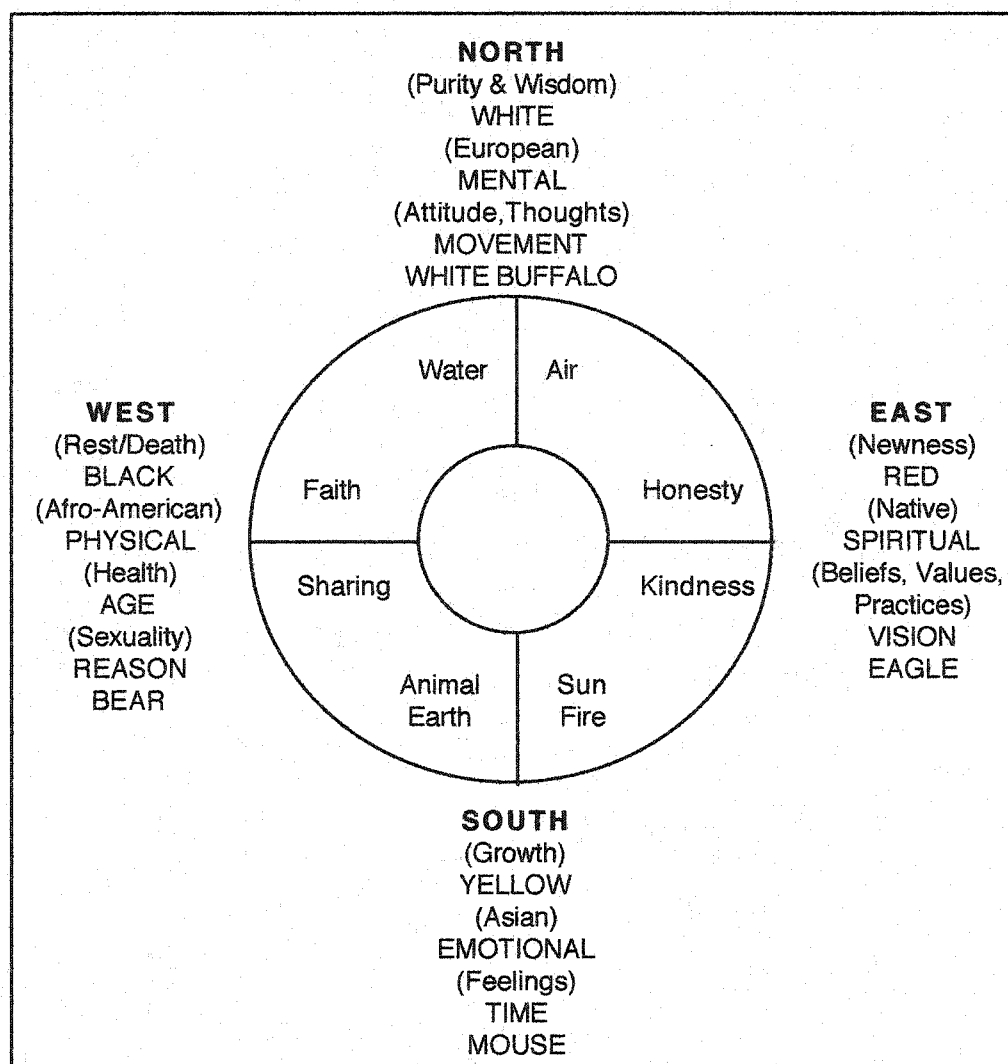 NORTH
(Purity & Wisdom)
WHITE
(European)
MENTAL
(Attitude,Thoughts)
MOVEMENT
WHITE BUFFALO
Water
Air
Faith
Honesty
Sharing
Kindness
Animal
Earth
Sun
Fire
WEST
(Rest/Death)
BLACK
(Afro-American)
PHYSICAL
(Health)
AGE
(Sexuality)
REASON
BEAR
EAST
(Newness)
RED
(Native)
SPIRITUAL
(Beliefs, Values,
Practices)
VISION
EAGLE
SOUTH
(Growth)
YELLOW
(Asian)
EMOTIONAL
(Feelings)
TIME
MOUSE